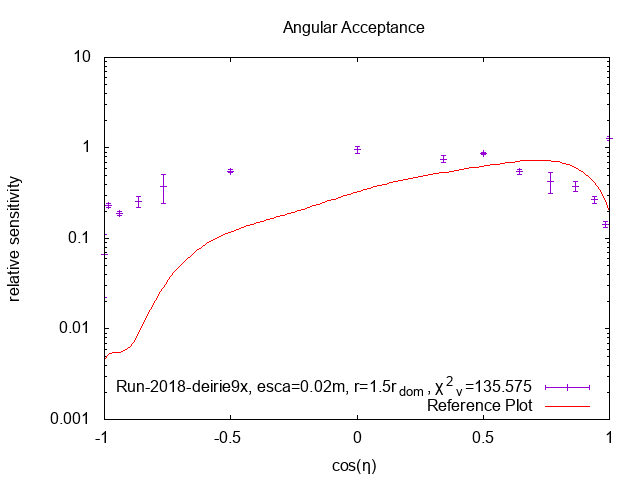 Angular Acceptance
10
1
0.1
0.01
0.001
relative sensitivity
Run-2018-deirie9x, esca=0.02m, r=1.5r_dom, χ²_v=135.575
Reference Plot
-1 -0.5 0 0.5 1
cos(η)